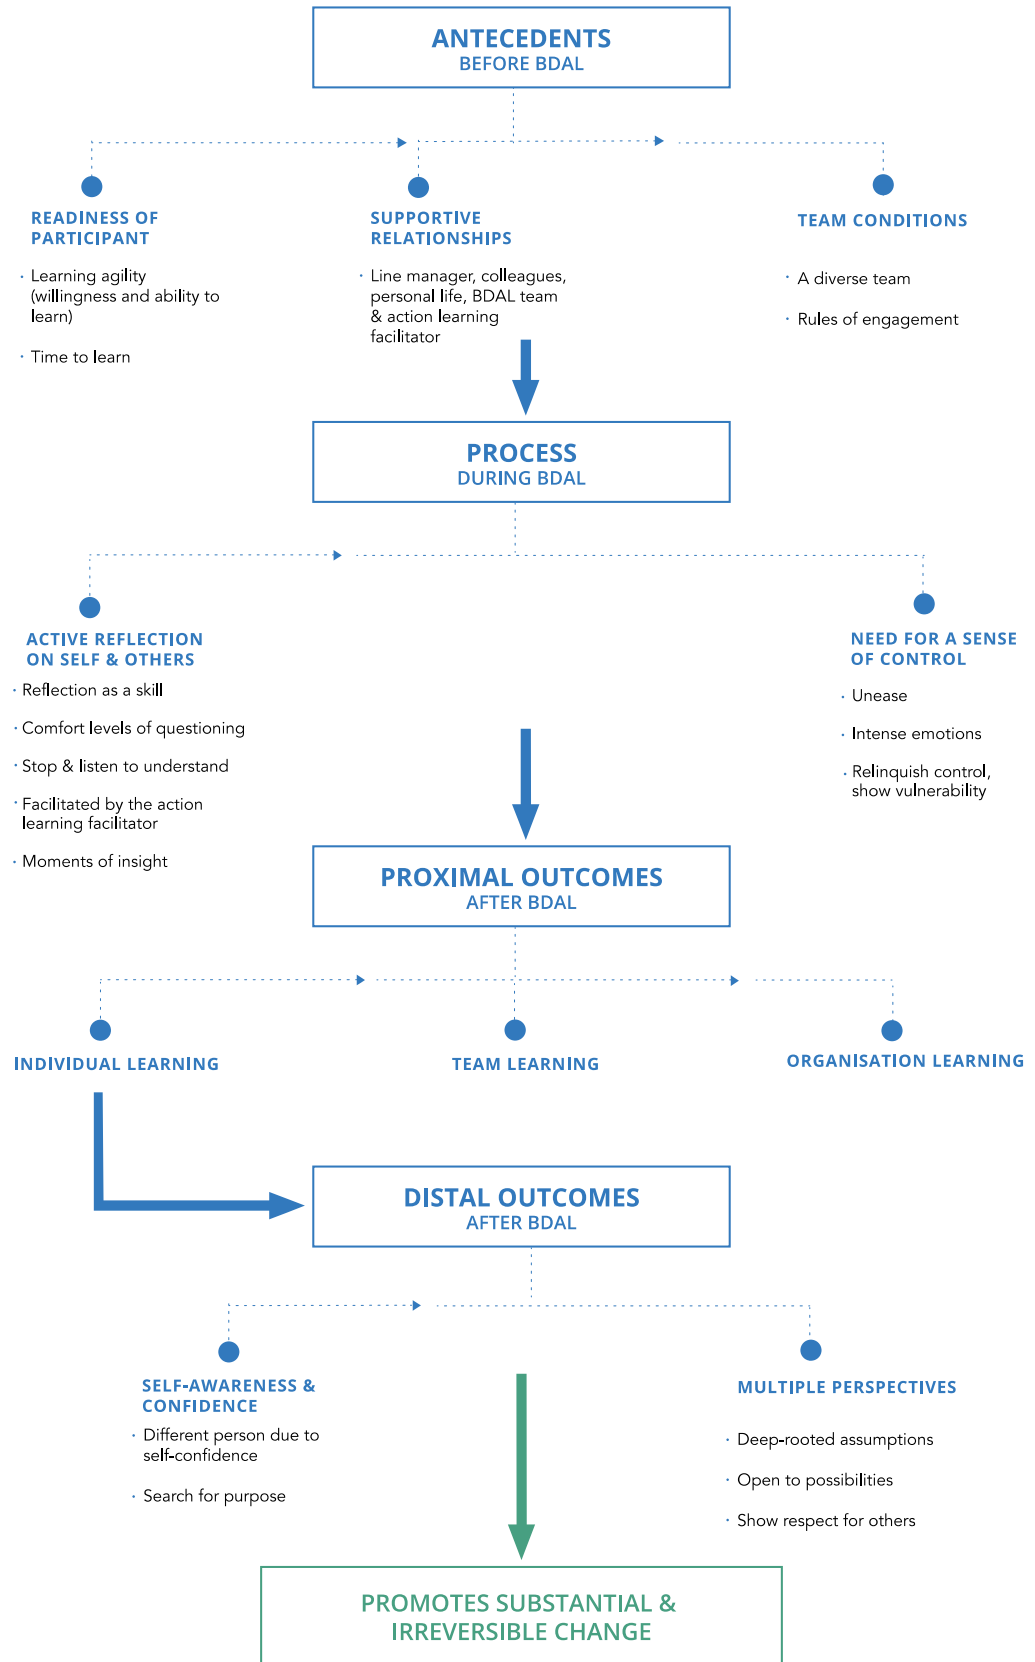 ANTECEDENTS
BEFORE BDAL
READINESS OF
PARTICIPANT
· Learning agility
(willingness and ability to
learn)
· Time to learn
SUPPORTIVE
RELATIONSHIPS
· Line manager, colleagues,
personal life, BDAL team
& action learning
facilitator
TEAM CONDITIONS
· A diverse team
· Rules of engagement
PROCESS
DURING BDAL
ACTIVE REFLECTION
ON SELF & OTHERS
· Reflection as a skill
· Comfort levels of questioning
· Stop & listen to understand
· Facilitated by the action
learning facilitator
· Moments of insight
NEED FOR A SENSE
OF CONTROL
· Unease
· Intense emotions
· Relinquish control,
show vulnerability
PROXIMAL OUTCOMES
AFTER BDAL
INDIVIDUAL LEARNING
TEAM LEARNING
ORGANISATION LEARNING
DISTAL OUTCOMES
AFTER BDAL
SELF-AWARENESS &
CONFIDENCE
· Different person due to
self-confidence
· Search for purpose
MULTIPLE PERSPECTIVES
· Deep-rooted assumptions
· Open to possibilities
· Show respect for others
PROMOTES SUBSTANTIAL &
IRREVERSIBLE CHANGE